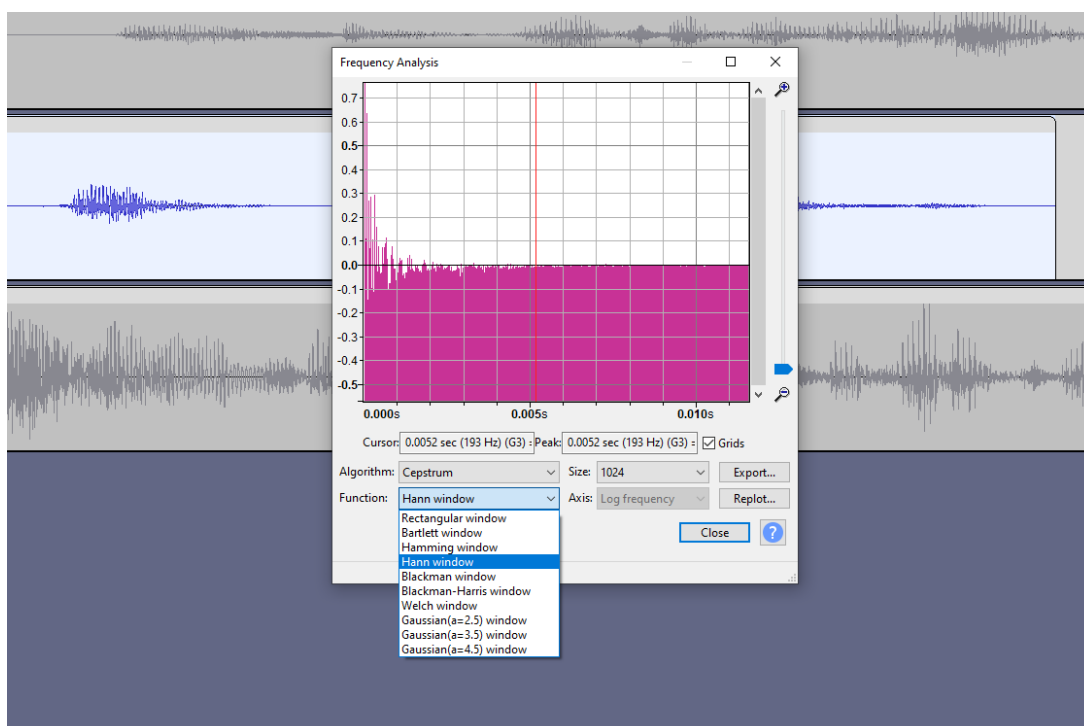 Frequency Analysis
0.7
0.6
0.5
0.4
0.3
0.2
0.1
0.0
-0.1
-0.2
-0.3
-0.4
-0.5
0.000s 0.005s 0.010s
Cursor: 0.0052 sec (193 Hz) (G3) = Peak: 0.0052 sec (193 Hz) (G3) = Grids
Algorithm: Cepstrum Size: 1024 Export...
Function: Hann window Axis: Log frequency Replot...
Rectangular window
Bartlett window
Hamming window
Hann window
Blackman window
Blackman-Harris window
Welch window
Gaussian(a=2.5) window
Gaussian(a=3.5) window
Gaussian(a=4.5) window
Close ?